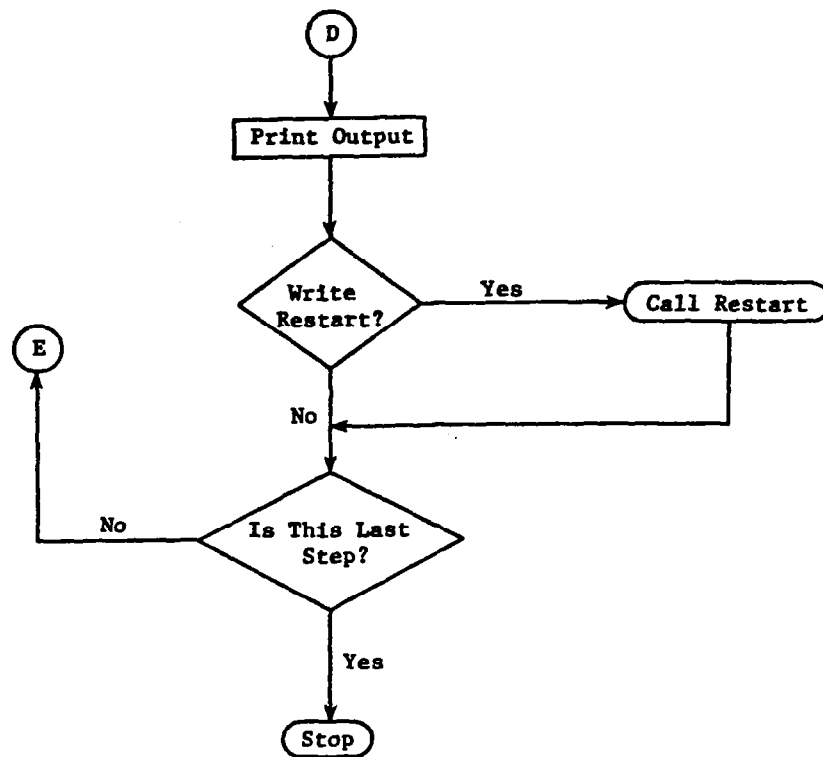 D
Print Output
Write
Restart?
Yes
Call Restart
E
No
Is This Last
Step?
No
Yes
Stop